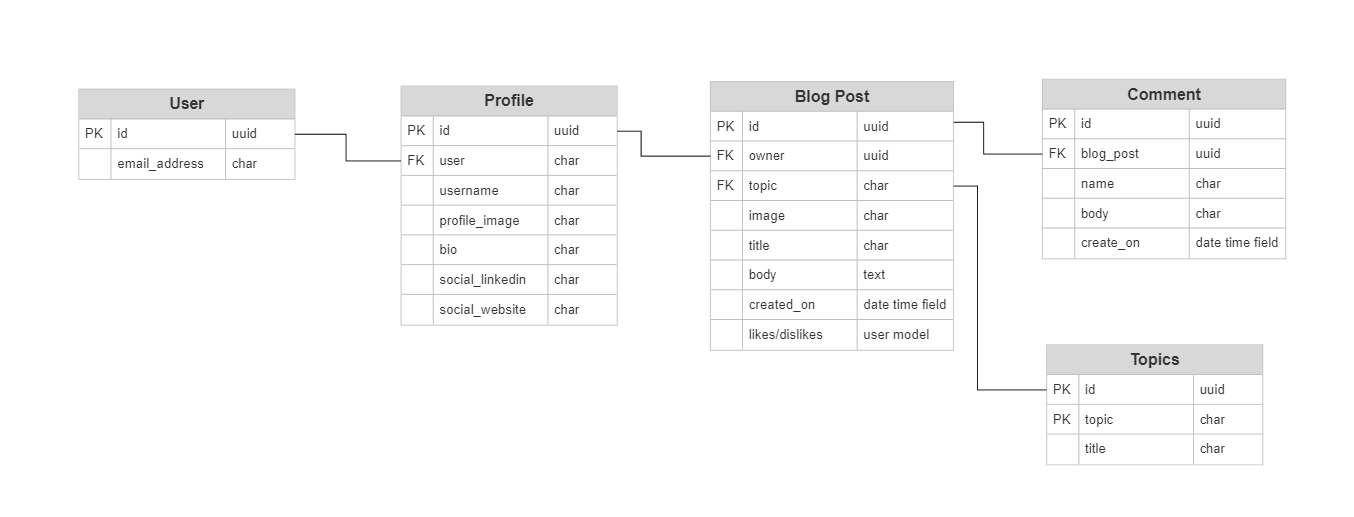 User
PK id uuid
email_address char
Profile
PK id uuid
FK user char
username char
profile_image char
bio char
social_linkedin char
social_website char
Blog Post
PK id uuid
FK owner uuid
FK topic char
image char
title char
body text
created_on date time field
likes/dislikes user model
Comment
PK id uuid
FK blog_post uuid
name char
body char
create_on date time field
Topics
PK id uuid
PK topic char
title char